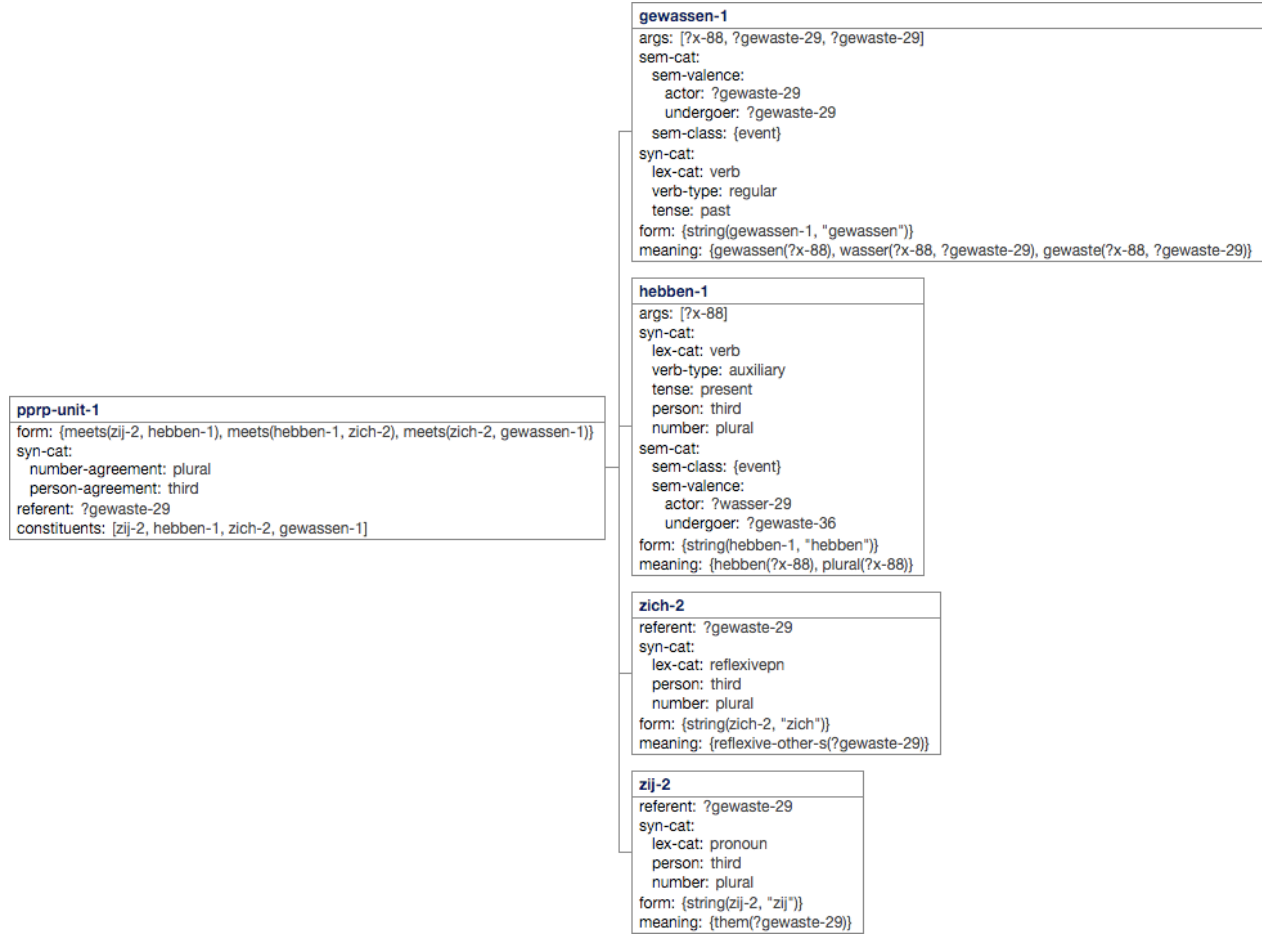 pprp-unit-1
form: {meets(zij-2, hebben-1), meets(hebben-1, zich-2), meets(zich-2, gewassen-1)}
syn-cat:
number-agreement: plural
person-agreement: third
referent: ?gewaste-29
constituents: [zij-2, hebben-1, zich-2, gewassen-1]
gewassen-1
args: [?x-88, ?gewaste-29, ?gewaste-29]
sem-cat:
sem-valence:
actor: ?gewaste-29
undergoer: ?gewaste-29
sem-class: {event}
syn-cat:
lex-cat: verb
verb-type: regular
tense: past
form: {string(gewassen-1, "gewassen")}
meaning: {gewassen(?x-88), wasser(?x-88, ?gewaste-29), gewaste(?x-88, ?gewaste-29)}
hebben-1
args: [?x-88]
syn-cat:
lex-cat: verb
verb-type: auxiliary
tense: present
person: third
number: plural
sem-cat:
sem-class: {event}
sem-valence:
actor: ?wasser-29
undergoer: ?gewaste-36
form: {string(hebben-1, "hebben")}
meaning: {hebben(?x-88), plural(?x-88)}
zich-2
referent: ?gewaste-29
syn-cat:
lex-cat: reflexivepn
person: third
number: plural
form: {string(zich-2, "zich")}
meaning: {reflexive-other-s(?gewaste-29)}
zij-2
referent: ?gewaste-29
syn-cat:
lex-cat: pronoun
person: third
number: plural
form: {string(zij-2, "zij")}
meaning: {them(?gewaste-29)}